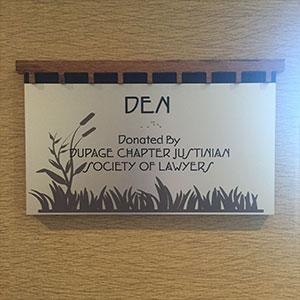 DEN
Donated By
DUPAGE CHAPTER JUSTINIAN
SOCIETY OF LAWYERS